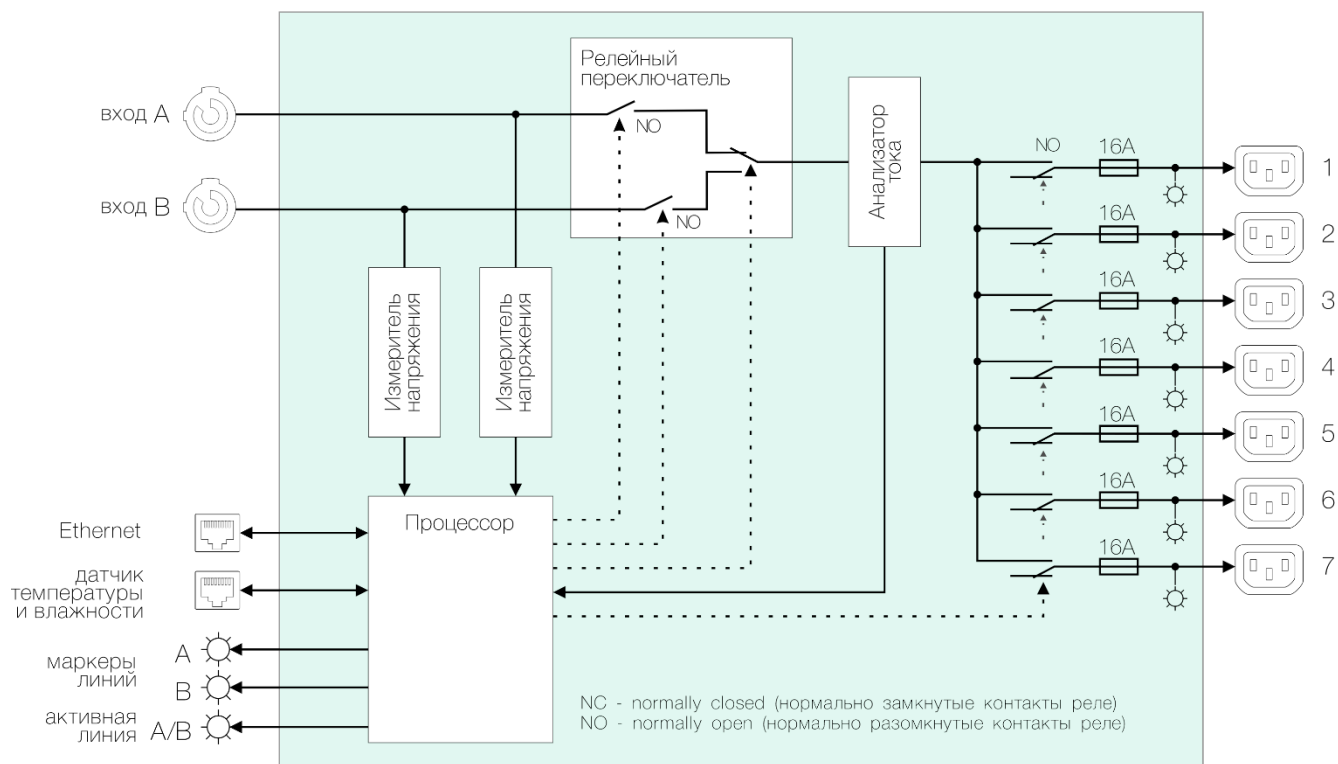 Релейный
переключатель
вход A
NO
вход B
NO
Анализатор
тока
NO
16A
1
16A
2
16A
3
16A
4
16A
5
16A
6
16A
7
Измеритель
напряжения
Измеритель
напряжения
Процессор
Ethernet
датчик
температуры
и влажности
маркеры
линий
A
B
активная
линия
A/B
NC - normally closed (нормально замкнутые контакты реле)
NO - normally open (нормально разомкнутые контакты реле)